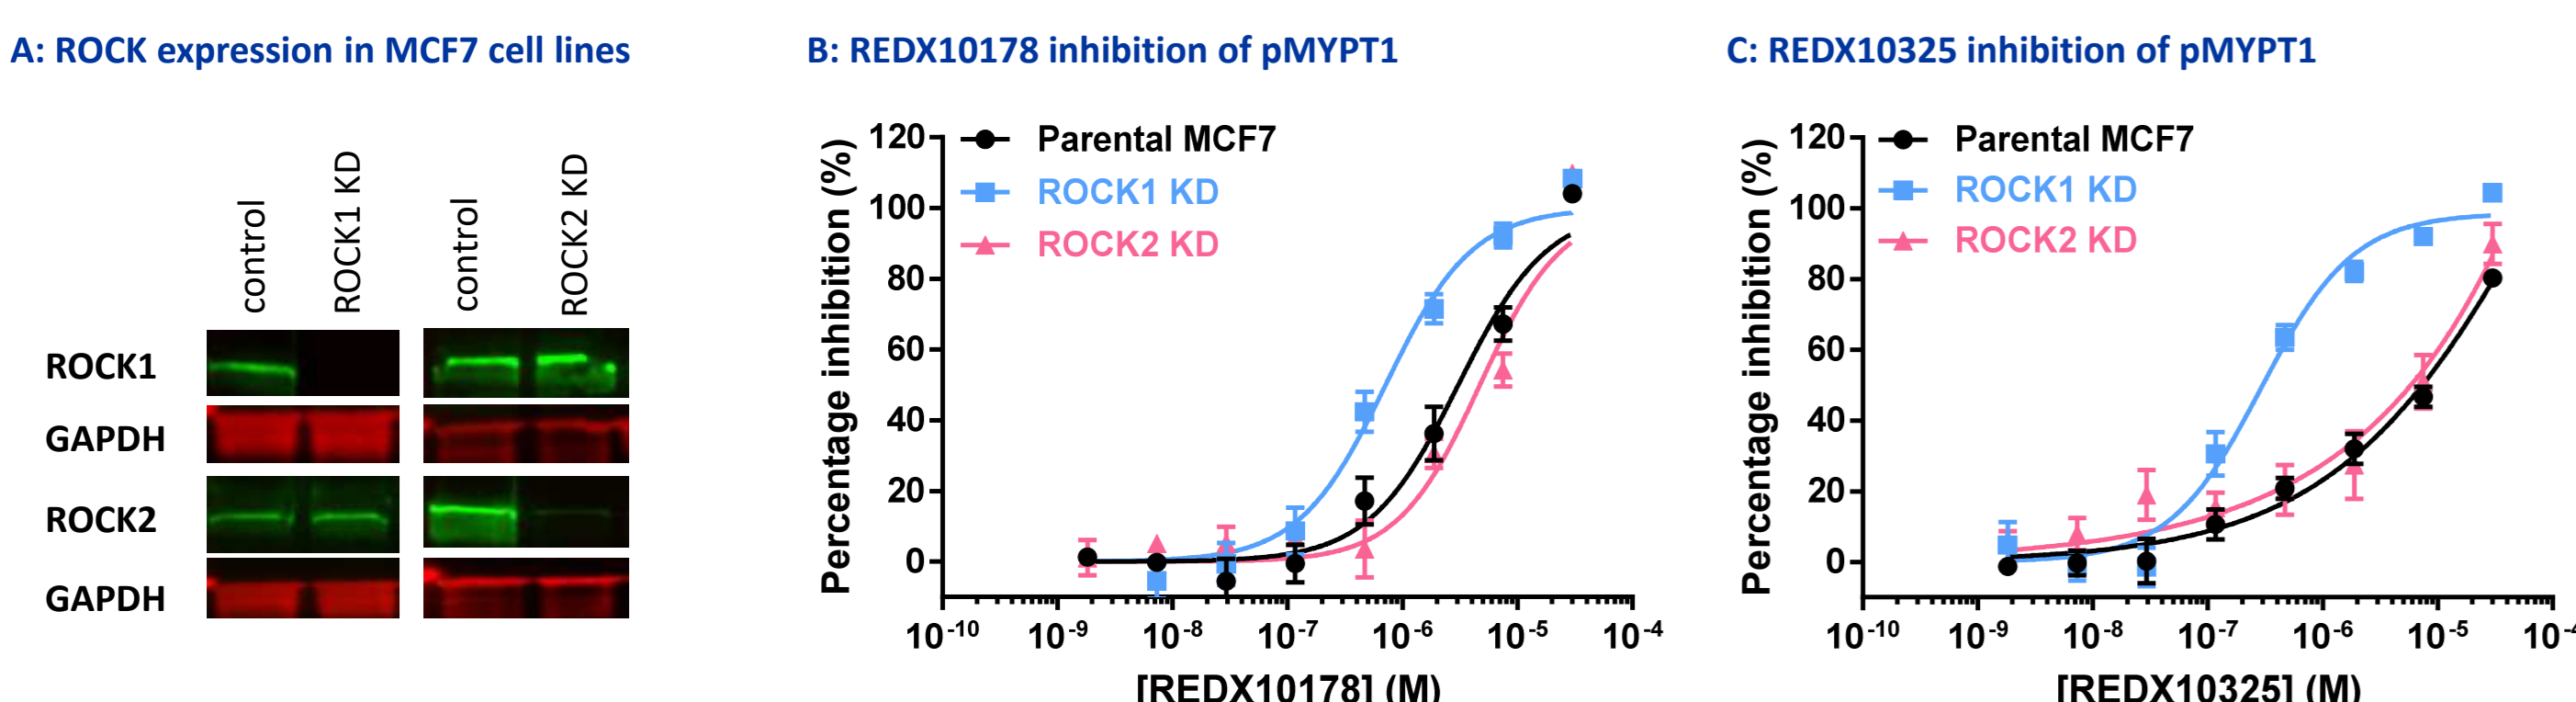 A: ROCK expression in MCF7 cell lines
control
ROCK1 KD
control
ROCK2 KD
ROCK1
GAPDH
ROCK2
GAPDH
B: REDX10178 inhibition of pMYPT1
Percentage inhibition (%)
120
100
80
60
40
20
0
Parental MCF7
ROCK1 KD
ROCK2 KD
10-10 10-9 10-8 10-7 10-6 10-5 10-4
[REDX10178] (M)
C: REDX10325 inhibition of pMYPT1
Percentage inhibition (%)
120
100
80
60
40
20
0
Parental MCF7
ROCK1 KD
ROCK2 KD
10-10 10-9 10-8 10-7 10-6 10-5 10-4
[REDX10325] (M)